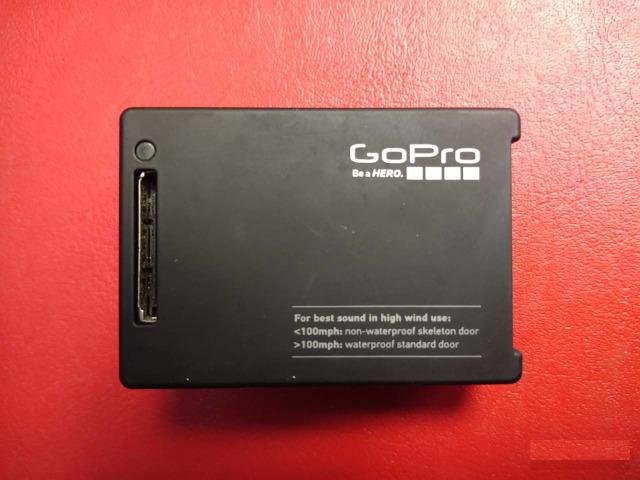 GoPro
Be a HERO.
For best sound in high wind use:
<100mph: non-waterproof skeleton door
>100mph: waterproof standard door